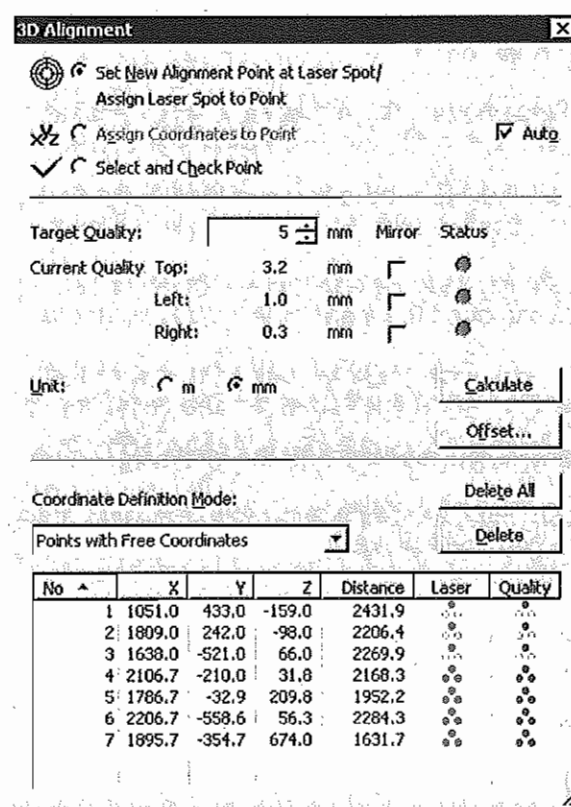 3D Alignment
Set New Alignment Point at Laser Spot/
Assign Laser Spot to Point
Assign Coordinates to Point Auto
Select and Check Point
Target Quality: 5 mm Mirror Status
Current Quality Top: 3.2 mm
Left: 1.0 mm
Right: 0.3 mm
Unit: m mm Calculate
Offset...
Coordinate Definition Mode: Delete All
Points with Free Coordinates Delete
No X Y Z Distance Laser Quality
1 1051.0 433.0 -159.0 2431.9
2 1809.0 242.0 -98.0 2206.4
3 1638.0 -521.0 66.0 2269.9
4 2106.7 -210.0 31.8 2168.3
5 1786.7 -32.9 209.8 1952.2
6 2206.7 -558.6 56.3 2284.3
7 1895.7 -354.7 674.0 1631.7